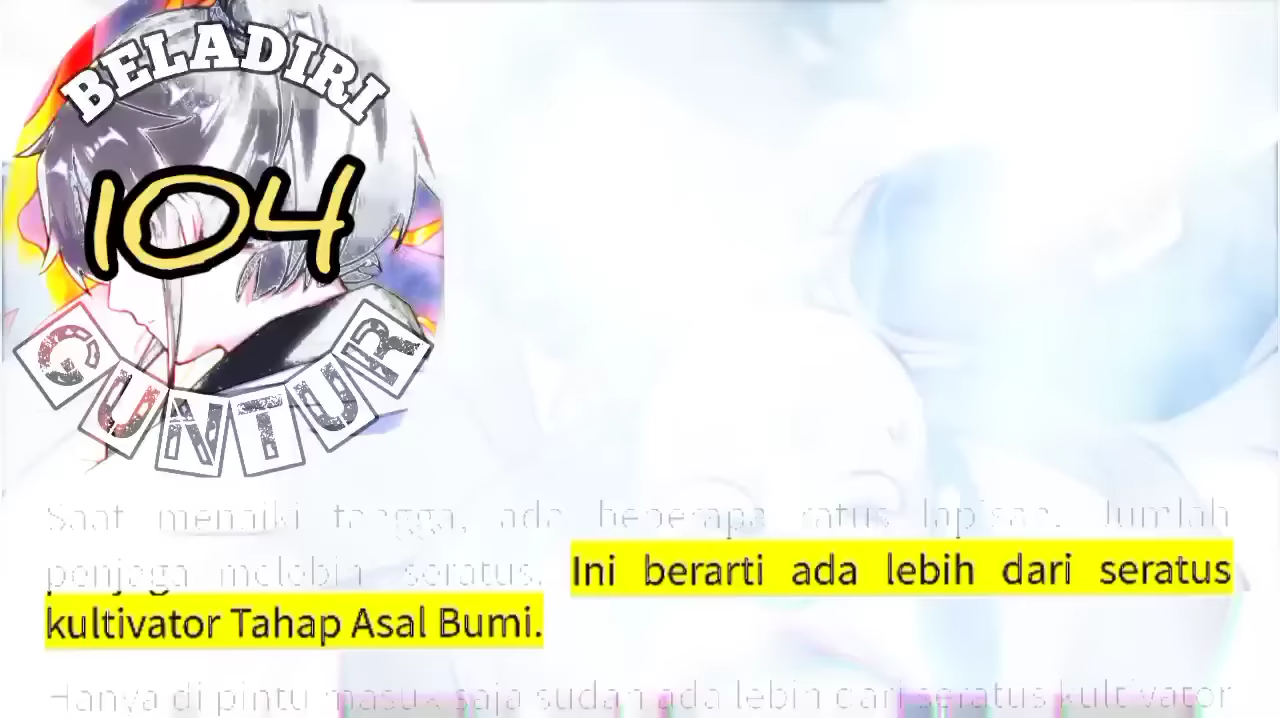 BELADIRI
104
GUNTUR
Saat menaiki tangga, ada beberapa ratus lapisan. Jumlah
penjaga melebihi seratus. Ini berarti ada lebih dari seratus
kultivator Tahap Asal Bumi.
Hanya di pintu masuk saja sudah ada lebih dari seratus kultivator